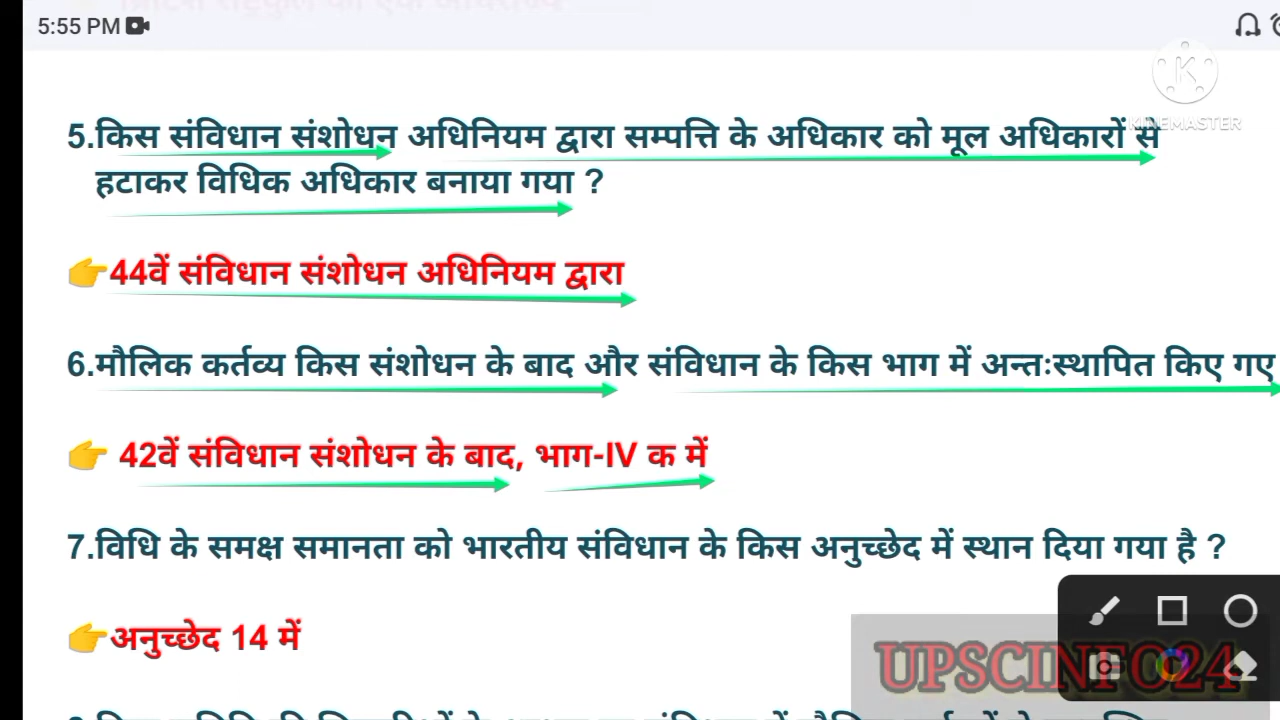 5:55 PM
KINEMASTER
5.किस संविधान संशोधन अधिनियम द्वारा सम्पत्ति के अधिकार को मूल अधिकारों से
हटाकर विधिक अधिकार बनाया गया ?
👉44वें संविधान संशोधन अधिनियम द्वारा
6.मौलिक कर्तव्य किस संशोधन के बाद और संविधान के किस भाग में अन्तःस्थापित किए गए
👉 42वें संविधान संशोधन के बाद, भाग-IV क में
7.विधि के समक्ष समानता को भारतीय संविधान के किस अनुच्छेद में स्थान दिया गया है ?
👉अनुच्छेद 14 में
UPSCINFO24